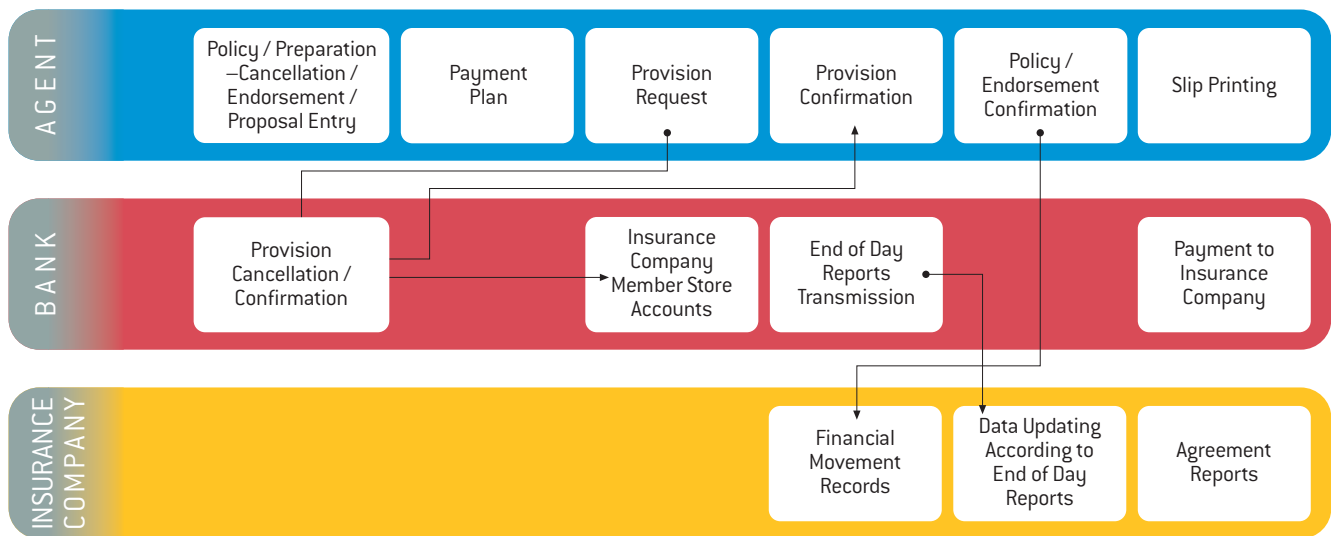 AGENT
Policy / Preparation
–Cancellation /
Endorsement /
Proposal Entry
Payment
Plan
Provision
Request
Provision
Confirmation
Policy /
Endorsement
Confirmation
Slip Printing
BANK
Provision
Cancellation /
Confirmation
Insurance
Company
Member Store
Accounts
End of Day
Reports
Transmission
Payment to
Insurance
Company
INSURANCE
COMPANY
Financial
Movement
Records
Data Updating
According to
End of Day
Reports
Agreement
Reports